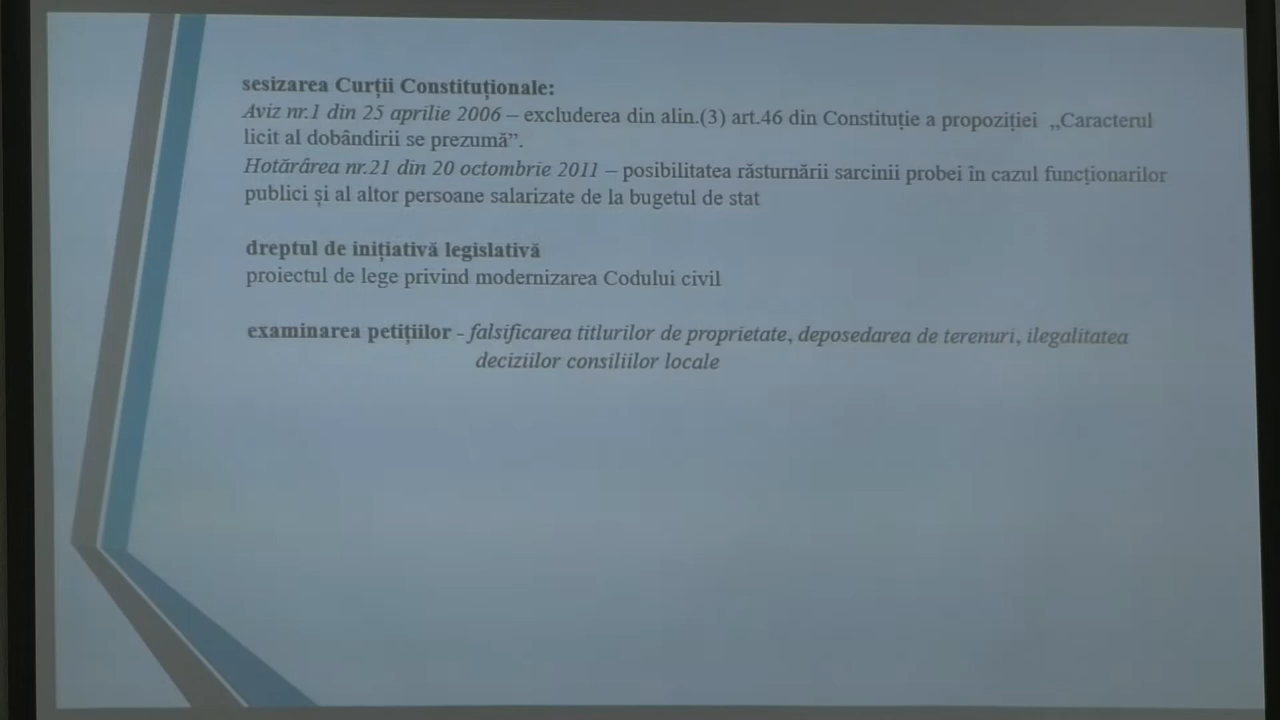 sesizarea Curții Constituționale:
Aviz nr.1 din 25 aprilie 2006 – excluderea din alin.(3) art.46 din Constituție a propoziției „Caracterul
licit al dobândirii se prezumă”.
Hotărârea nr.21 din 20 octombrie 2011 – posibilitatea răsturnării sarcinii probei în cazul funcționarilor
publici și al altor persoane salarizate de la bugetul de stat
dreptul de inițiativă legislativă
proiectul de lege privind modernizarea Codului civil
examinarea petițiilor - falsificarea titlurilor de proprietate, deposedarea de terenuri, ilegalitatea
deciziilor consiliilor locale